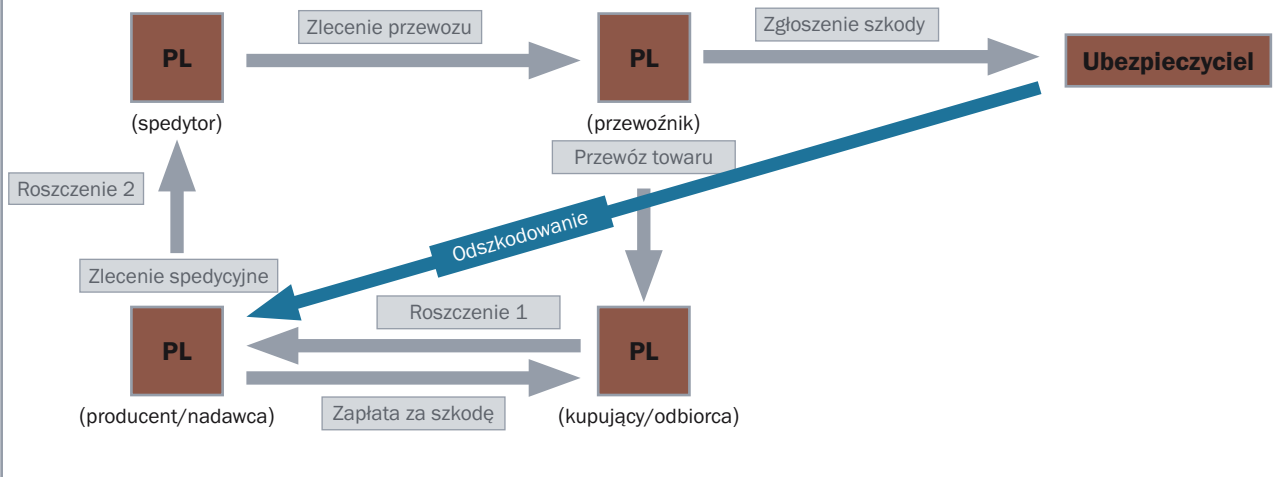 Zlecenie przewozu
Zgłoszenie szkody
PL
PL
Ubezpieczyciel
(spedytor)
(przewoźnik)
Przewóz towaru
Roszczenie 2
Odszkodowanie
Zlecenie spedycyjne
Roszczenie 1
PL
PL
Zapłata za szkodę
(producent/nadawca)
(kupujący/odbiorca)